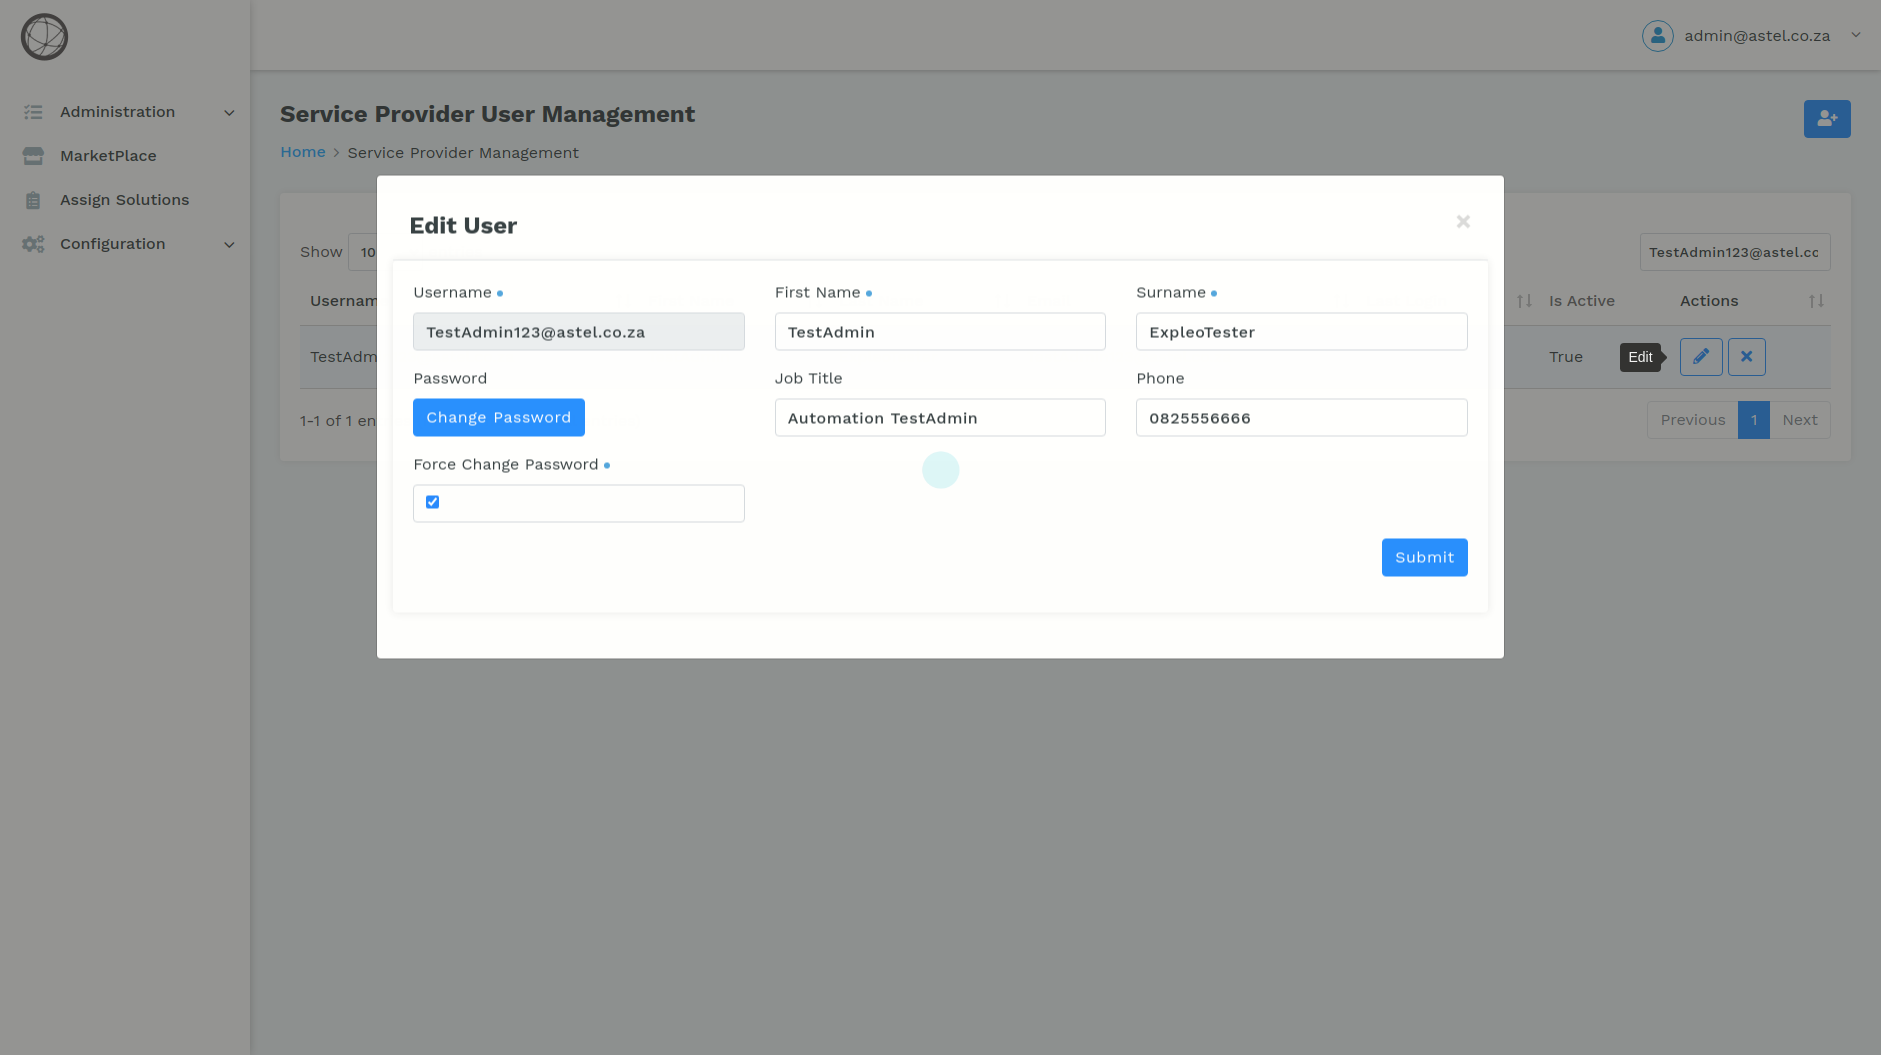 admin@astel.co.za
Administration
MarketPlace
Assign Solutions
Configuration
Service Provider User Management
Home > Service Provider Management
Show 10
TestAdmin123@astel.cc
Usernam
Is Active
Actions
TestAdm
True
Edit
1-1 of 1 en
Previous 1 Next
Edit User
×
Username
First Name
Surname
TestAdmin123@astel.co.za
TestAdmin
ExpleoTester
Password
Job Title
Phone
Change Password
Automation TestAdmin
0825556666
Force Change Password
Submit